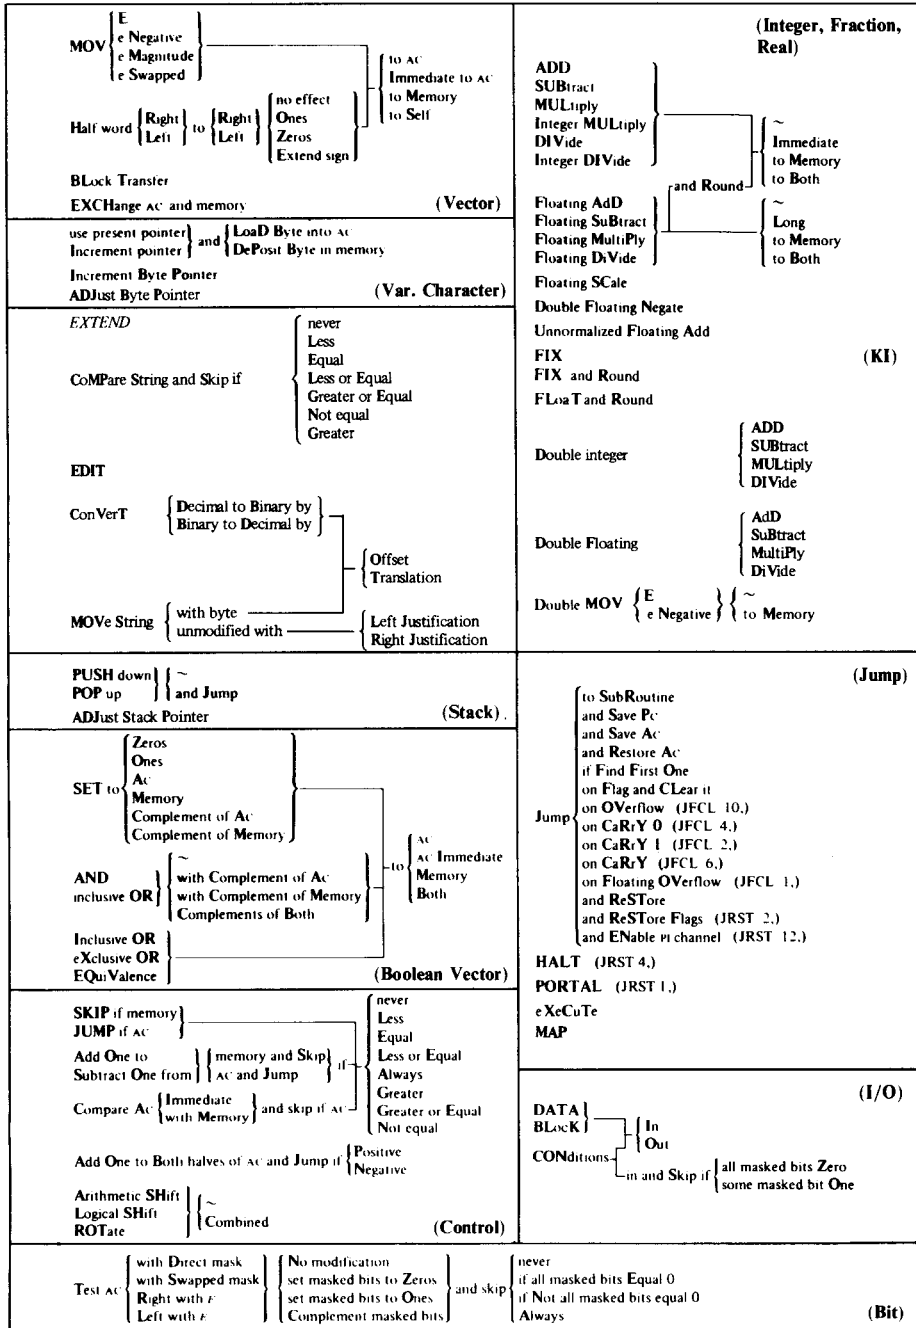 MOV
E
e Negative
e Magnitude
e Swapped
to AC
Immediate to AC
to Memory
to Self
Half word
Right
Left
to
Right
Left
no effect
Ones
Zeros
Extend sign
BLock Transfer
EXCHange AC and memory
(Vector)
use present pointer
Increment pointer
and
LoaD Byte into AC
DePosit Byte in memory
Increment Byte Pointer
ADJust Byte Pointer
(Var. Character)
EXTEND
CoMPare String and Skip if
never
Less
Equal
Less or Equal
Greater or Equal
Not equal
Greater
EDIT
ConVerT
Decimal to Binary by
Binary to Decimal by
Offset
Translation
MOVe String
with byte
unmodified with
Left Justification
Right Justification
PUSH down
POP up
~
and Jump
ADJust Stack Pointer
(Stack).
SET to
Zeros
Ones
Ac
Memory
Complement of Ac
Complement of Memory
AND
inclusive OR
~
with Complement of Ac
with Complement of Memory
Complements of Both
Inclusive OR
eXclusive OR
EQuiValence
to
AC
AC Immediate
Memory
Both
(Boolean Vector)
SKIP if memory
JUMP if AC
Add One to
Subtract One from
memory and Skip
AC and Jump
if
Compare Ac
Immediate
with Memory
and skip if AC
never
Less
Equal
Less or Equal
Always
Greater
Greater or Equal
Not equal
Add One to Both halves of AC and Jump if
Positive
Negative
Arithmetic SHift
Logical SHift
ROTate
~
Combined
(Control)
(Integer, Fraction,
Real)
ADD
SUBtract
MULtiply
Integer MULtiply
DIVide
Integer DIVide
~
Immediate
to Memory
to Both
and Round
Floating AdD
Floating SuBtract
Floating MultiPly
Floating DiVide
~
Long
to Memory
to Both
Floating SCale
Double Floating Negate
Unnormalized Floating Add
FIX
(KI)
FIX and Round
FLoaT and Round
Double integer
ADD
SUBtract
MULtiply
DIVide
Double Floating
AdD
SuBtract
MultiPly
DiVide
Double MOV
E
e Negative
~
to Memory
(Jump)
Jump
to SubRoutine
and Save Pc
and Save Ac
and Restore Ac
if Find First One
on Flag and CLear it
on OVerflow (JFCL 10,)
on CaRrY 0 (JFCL 4,)
on CaRrY 1 (JFCL 2,)
on CaRrY (JFCL 6,)
on Floating OVerflow (JFCL 1,)
and ReSTore
and ReSTore Flags (JRST 2,)
and ENable PI channel (JRST 12,)
HALT (JRST 4,)
PORTAL (JRST 1,)
eXeCuTe
MAP
(I/O)
DATA
BLocK
In
Out
CONditions
in and Skip if
all masked bits Zero
some masked bit One
Test AC
with Direct mask
with Swapped mask
Right with E
Left with E
No modification
set masked bits to Zeros
set masked bits to Ones
Complement masked bits
and skip
never
if all masked bits Equal 0
if Not all masked bits equal 0
Always
(Bit)